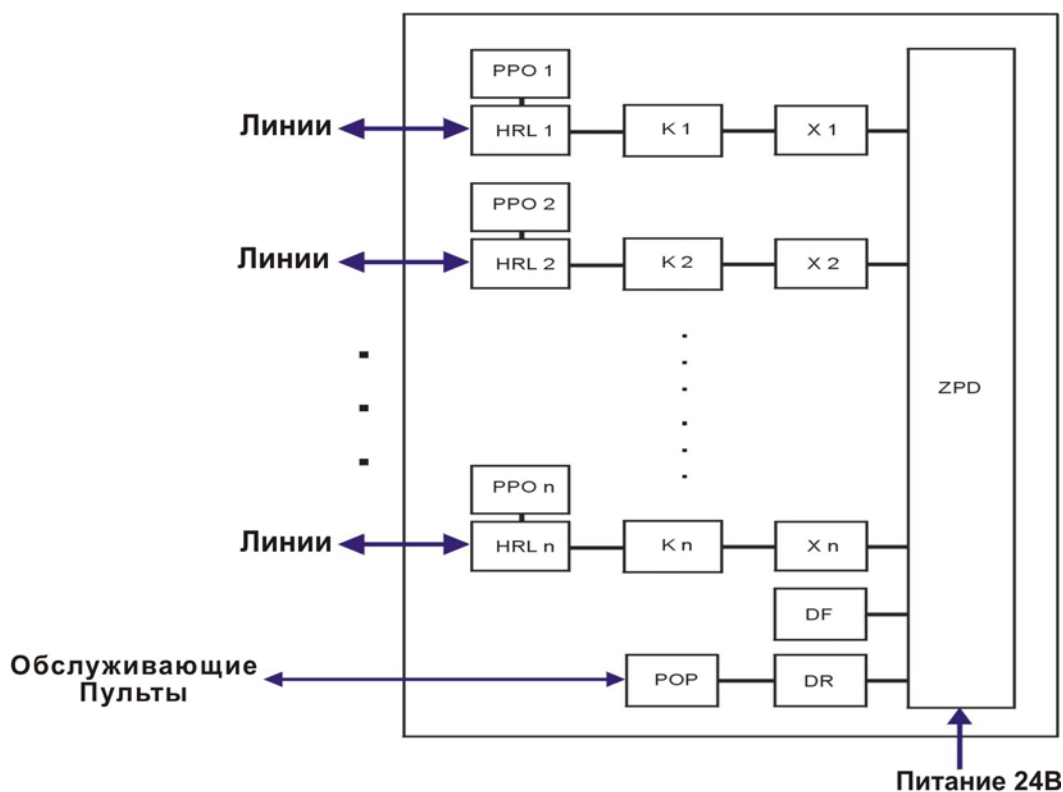 PPO 1
Линии
HRL 1
K 1
X 1
PPO 2
Линии
HRL 2
K 2
X 2
ZPD
PPO n
Линии
HRL n
K n
X n
DF
Обслуживающие
Пульты
POP
DR
Питание 24В